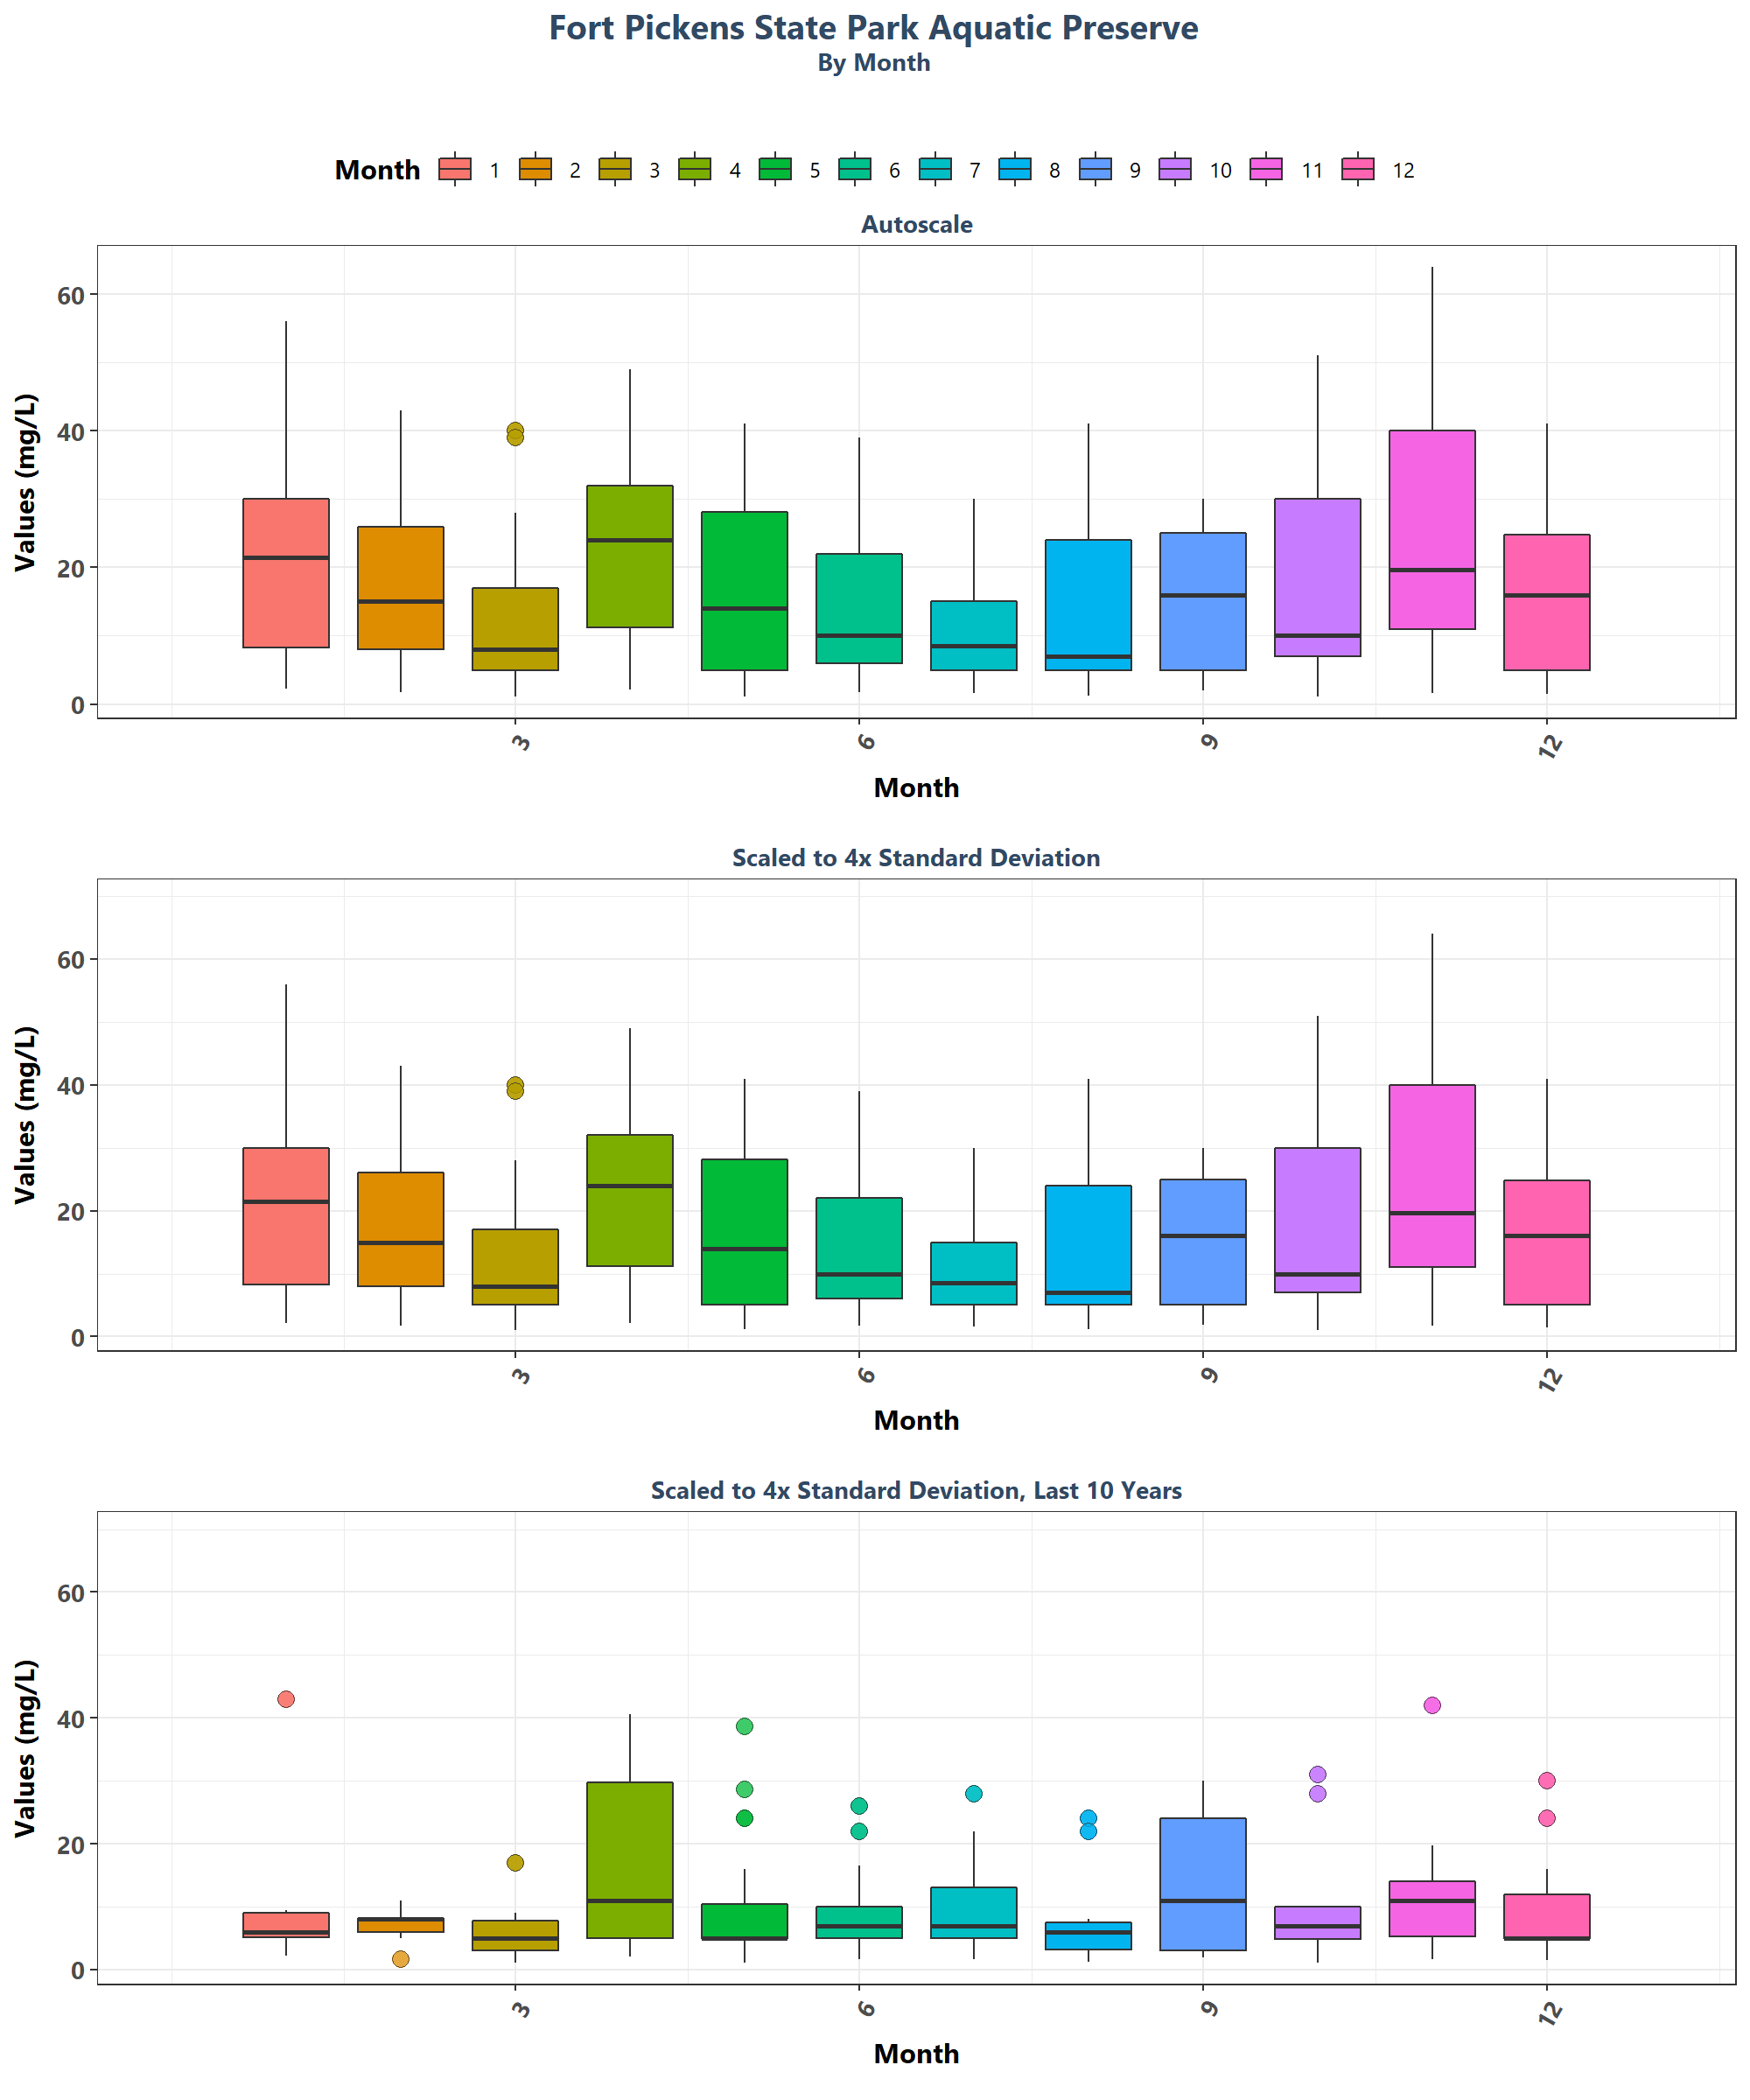 Fort Pickens State Park Aquatic Preserve
By Month
Month 1 2 3 4 5 6 7 8 9 10 11 12
Autoscale
Values (mg/L)
60
40
20
0
3 6 9 12
Month
Scaled to 4x Standard Deviation
Values (mg/L)
60
40
20
0
3 6 9 12
Month
Scaled to 4x Standard Deviation, Last 10 Years
Values (mg/L)
60
40
20
0
3 6 9 12
Month